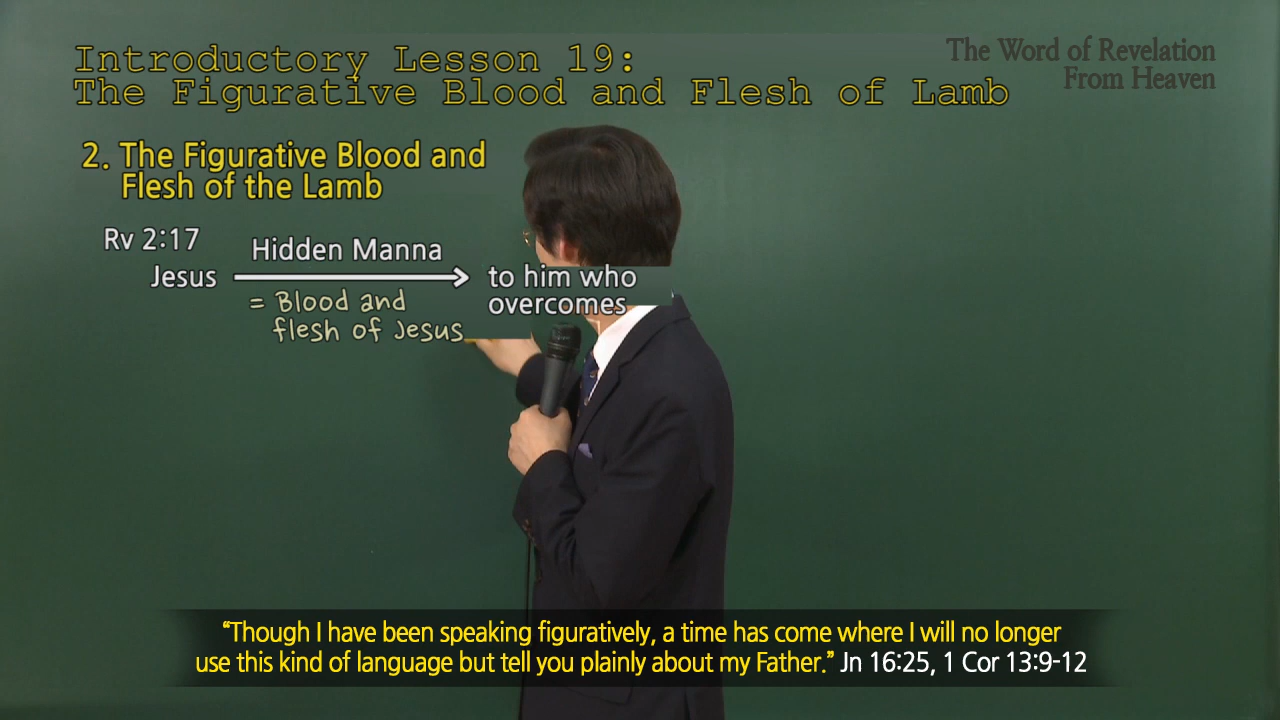 Introductory Lesson 19:
The Figurative Blood and Flesh of Lamb
The Word of Revelation
From Heaven
2. The Figurative Blood and
Flesh of the Lamb
Rv 2:17
Hidden Manna
Jesus
to him who
overcomes
= Blood and
flesh of Jesus
“Though I have been speaking figuratively, a time has come where I will no longer
use this kind of language but tell you plainly about my Father.” Jn 16:25, 1 Cor 13:9-12